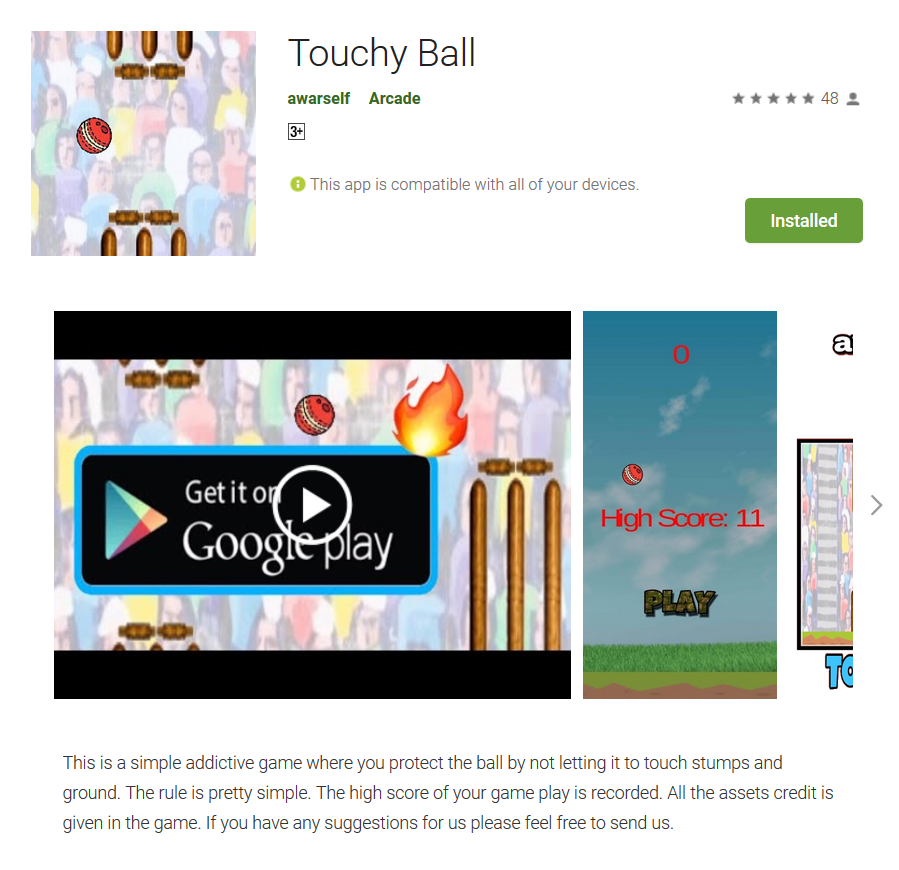 Touchy Ball
awarself Arcade
48
3+
This app is compatible with all of your devices.
Installed
Get it on
Google play
0
High Score: 11
PLAY
a
TO
This is a simple addictive game where you protect the ball by not letting it to touch stumps and
ground. The rule is pretty simple. The high score of your game play is recorded. All the assets credit is
given in the game. If you have any suggestions for us please feel free to send us.